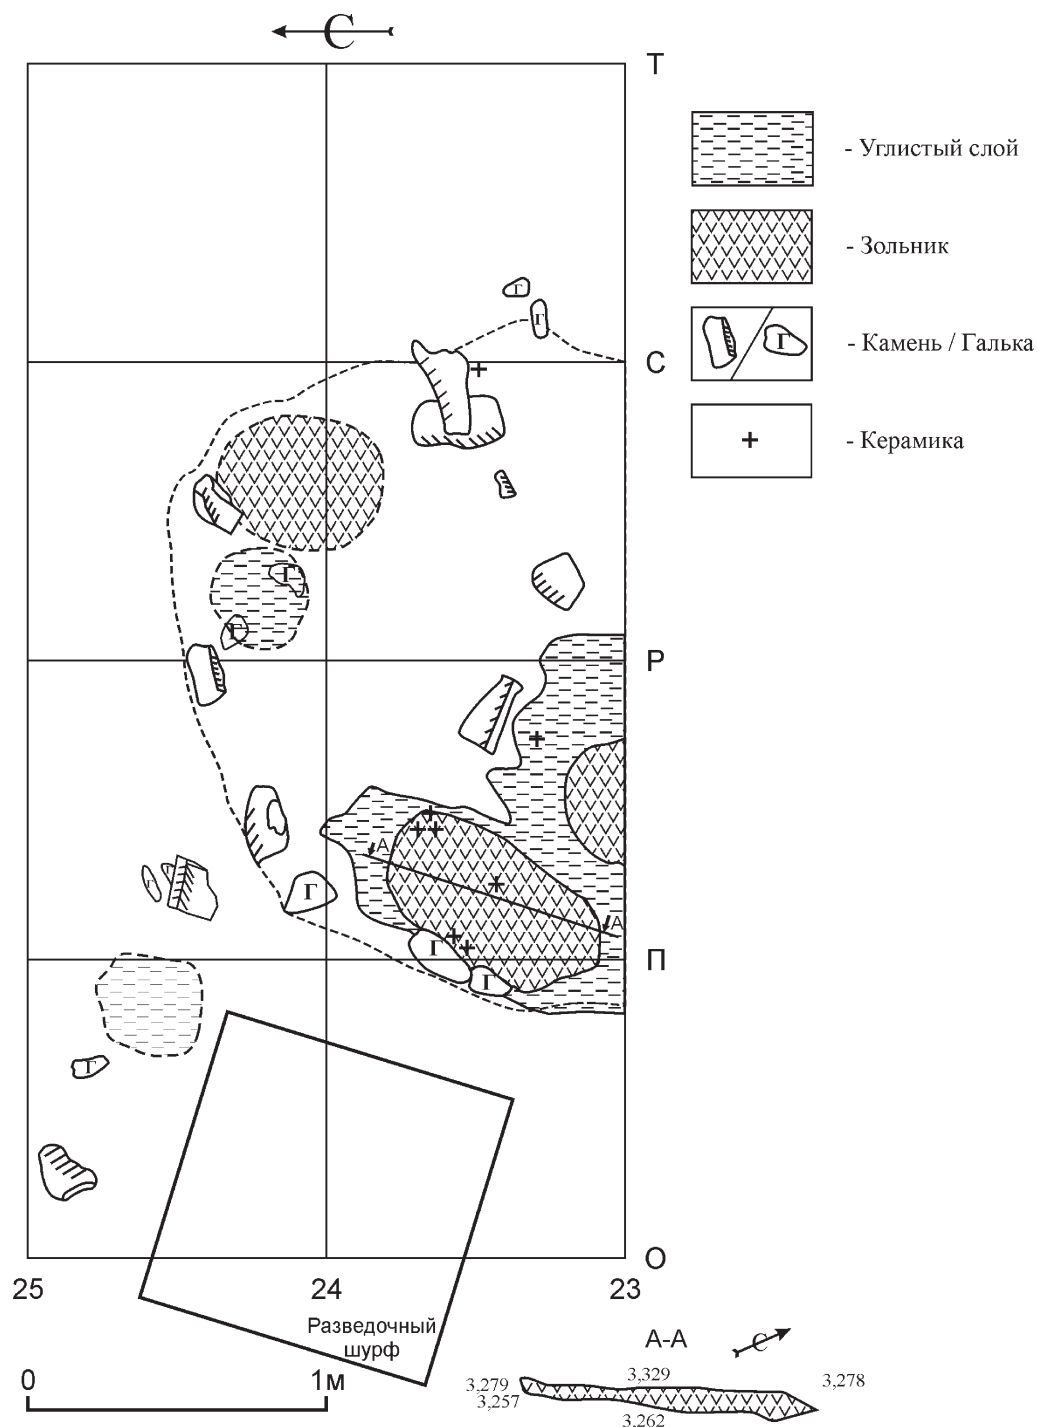 С
Т
- Углистый слой
- Зольник
Г
Г
С
Г
- Камень / Галька
- Керамика
Г
Г
Р
А
Г
Г
Г
А
Г
Г
П
Г
О
25
24
23
Разведочный
шурф
А-А
С
0
1м
3,279
3,329
3,278
3,257
3,262